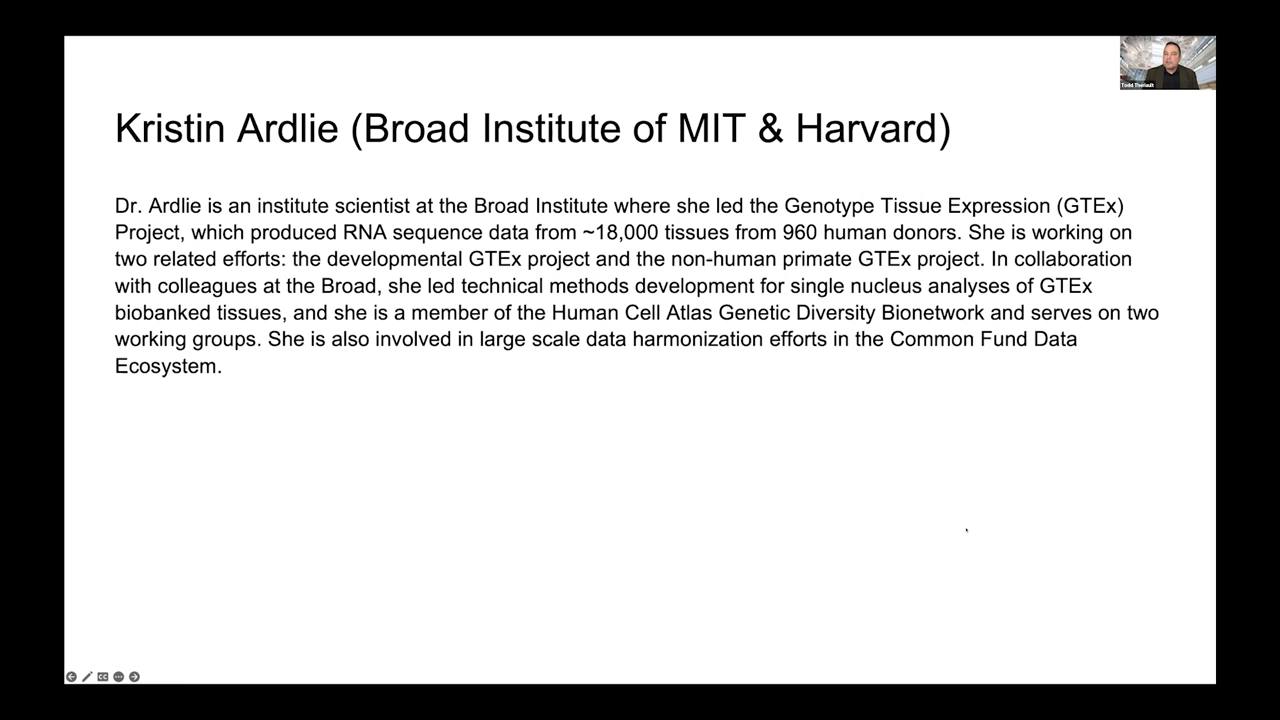 Todd Theriault
Kristin Ardlie (Broad Institute of MIT & Harvard)
Dr. Ardlie is an institute scientist at the Broad Institute where she led the Genotype Tissue Expression (GTEx)
Project, which produced RNA sequence data from ~18,000 tissues from 960 human donors. She is working on
two related efforts: the developmental GTEx project and the non-human primate GTEx project. In collaboration
with colleagues at the Broad, she led technical methods development for single nucleus analyses of GTEx
biobanked tissues, and she is a member of the Human Cell Atlas Genetic Diversity Bionetwork and serves on two
working groups. She is also involved in large scale data harmonization efforts in the Common Fund Data
Ecosystem.
CC